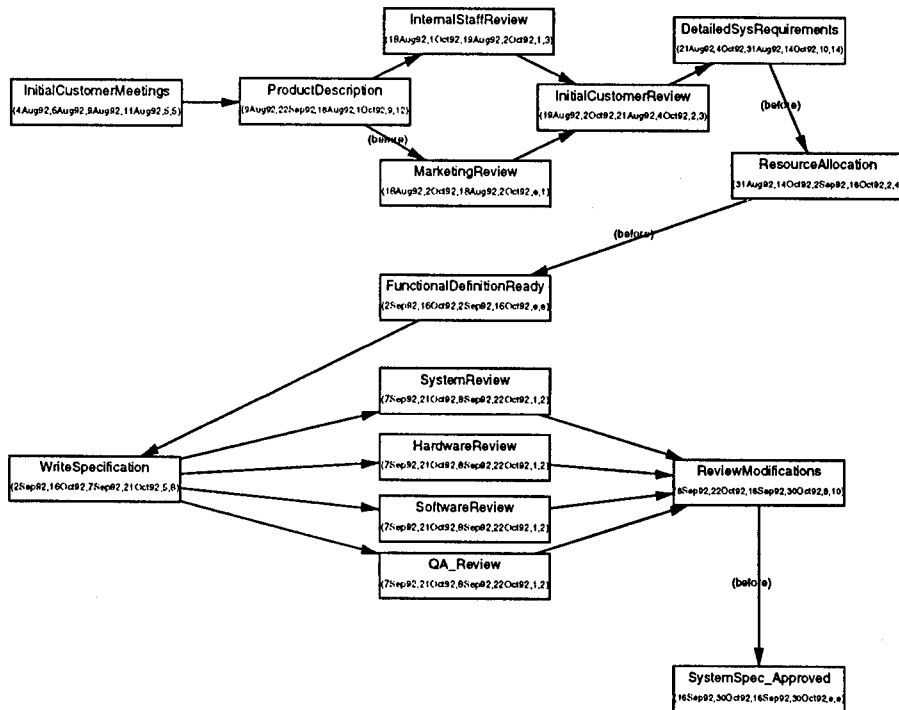 InternalStaffReview
(18Aug92,1Oct92,19Aug92,2Oct92,1,3)
DetailedSysRequirements
(21Aug92,4Oct92,31Aug92,14Oct92,10,14)
InitialCustomerMeetings
(4Aug92,6Aug92,9Aug92,11Aug92,5,5)
ProductDescription
(9Aug92,22Sep92,18Aug92,1Oct92,9,12)
InitialCustomerReview
(19Aug92,2Oct92,21Aug92,4Oct92,2,3)
(before)
(before)
MarketingReview
(18Aug92,2Oct92,18Aug92,2Oct92,e,1)
ResourceAllocation
(31Aug92,14Oct92,2Sep92,16Oct92,2,4
(before)
FunctionalDefinitionReady
(2Sep92,16Oct92,2Sep92,16Oct92,e,e)
SystemReview
(7Sep92,21Oct92,8Sep92,22Oct92,1,2)
HardwareReview
(7Sep92,21Oct92,8Sep92,22Oct92,1,2)
WriteSpecification
(2Sep92,16Oct92,7Sep92,21Oct92,5,8)
ReviewModifications
(8Sep92,22Oct92,16Sep92,30Oct92,8,10)
SoftwareReview
(7Sep92,21Oct92,8Sep92,22Oct92,1,2)
QA_Review
(7Sep92,21Oct92,8Sep92,22Oct92,1,2)
(before)
SystemSpec_Approved
(16Sep92,30Oct92,16Sep92,30Oct92,e,e)